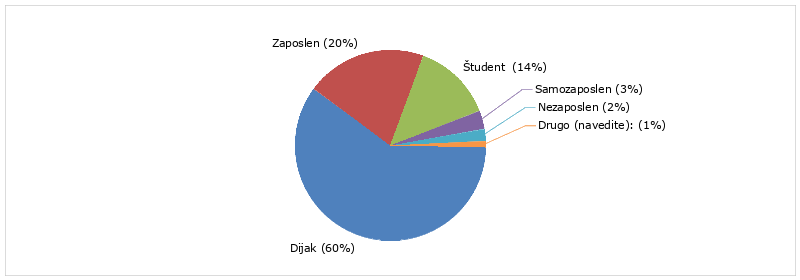 Zaposlen (20%)
Študent (14%)
Samozaposlen (3%)
Nezaposlen (2%)
Drugo (navedite): (1%)
Dijak (60%)